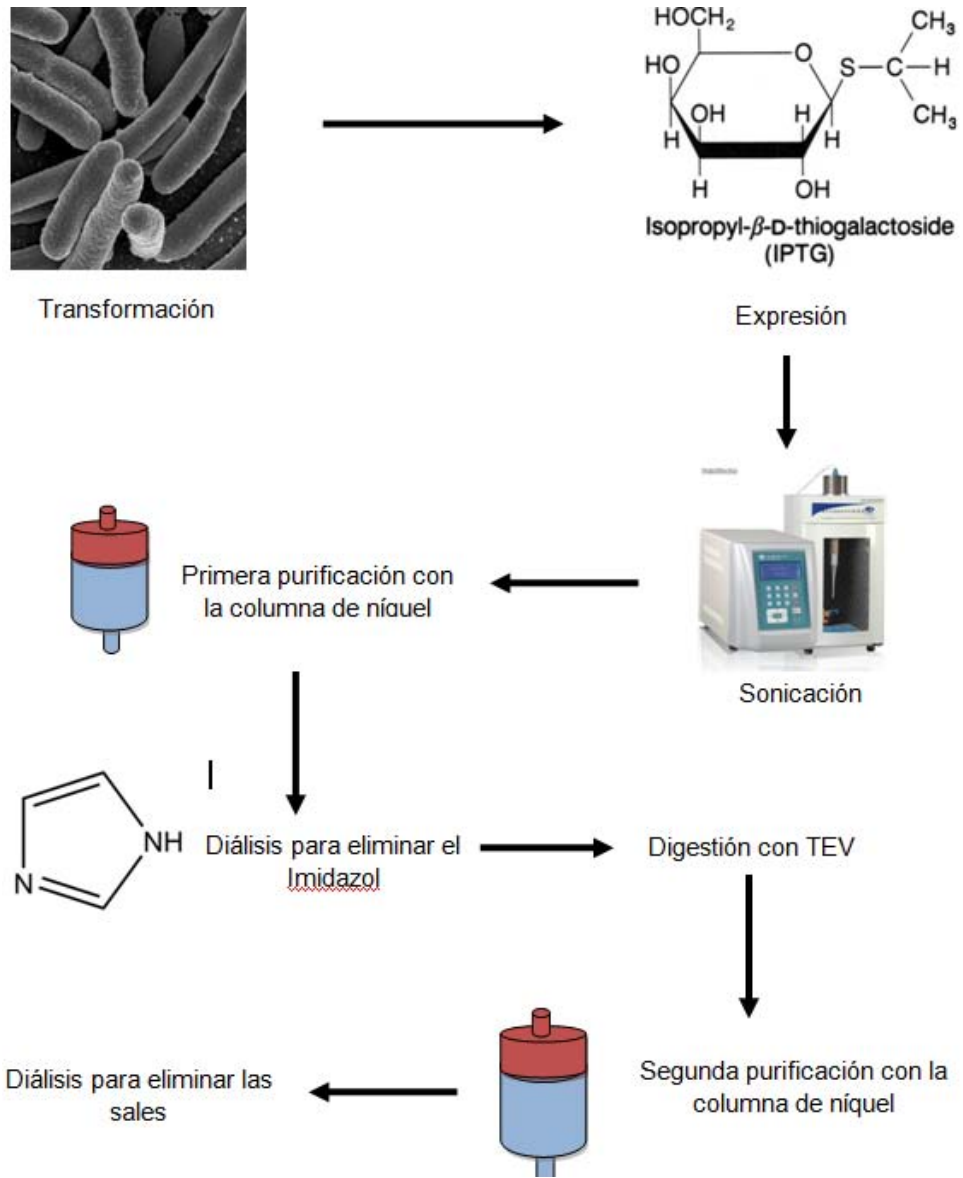 HOCH₂
O
CH₃
HO
S
C
H
OH
H
H
H
CH₃
H
OH
Isopropyl-β-D-thiogalactoside
(IPTG)
Transformación
Expresión
Primera purificación con
la columna de níquel
Sonicación
N
NH
Diálisis para eliminar el
Imidazol
Digestión con TEV
Segunda purificación con la
columna de níquel
Diálisis para eliminar las
sales